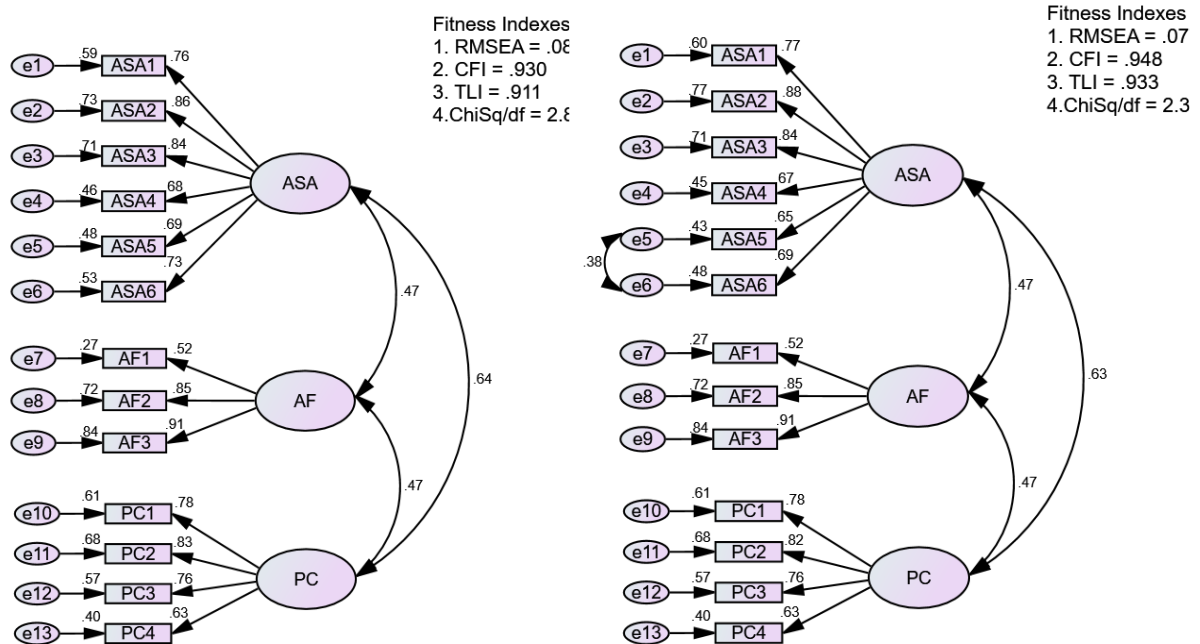 Fitness Indexes
1. RMSEA = .08
2. CFI = .930
3. TLI = .911
4.ChiSq/df = 2.8
e1 .59 ASA1 .76
e2 .73 ASA2 .86
e3 .71 ASA3 .84
e4 .46 ASA4 .68
e5 .48 ASA5 .69
e6 .53 ASA6 .73
ASA
.47
.64
e7 .27 AF1 .52
e8 .72 AF2 .85
e9 .84 AF3 .91
AF
.47
e10 .61 PC1 .78
e11 .68 PC2 .83
e12 .57 PC3 .76
e13 .40 PC4 .63
PC
Fitness Indexes
1. RMSEA = .07
2. CFI = .948
3. TLI = .933
4.ChiSq/df = 2.3
e1 .60 ASA1 .77
e2 .77 ASA2 .88
e3 .71 ASA3 .84
e4 .45 ASA4 .67
e5 .43 ASA5 .65
.38
e6 .48 ASA6 .69
ASA
.47
.63
e7 .27 AF1 .52
e8 .72 AF2 .85
e9 .84 AF3 .91
AF
.47
e10 .61 PC1 .78
e11 .68 PC2 .82
e12 .57 PC3 .76
e13 .40 PC4 .63
PC